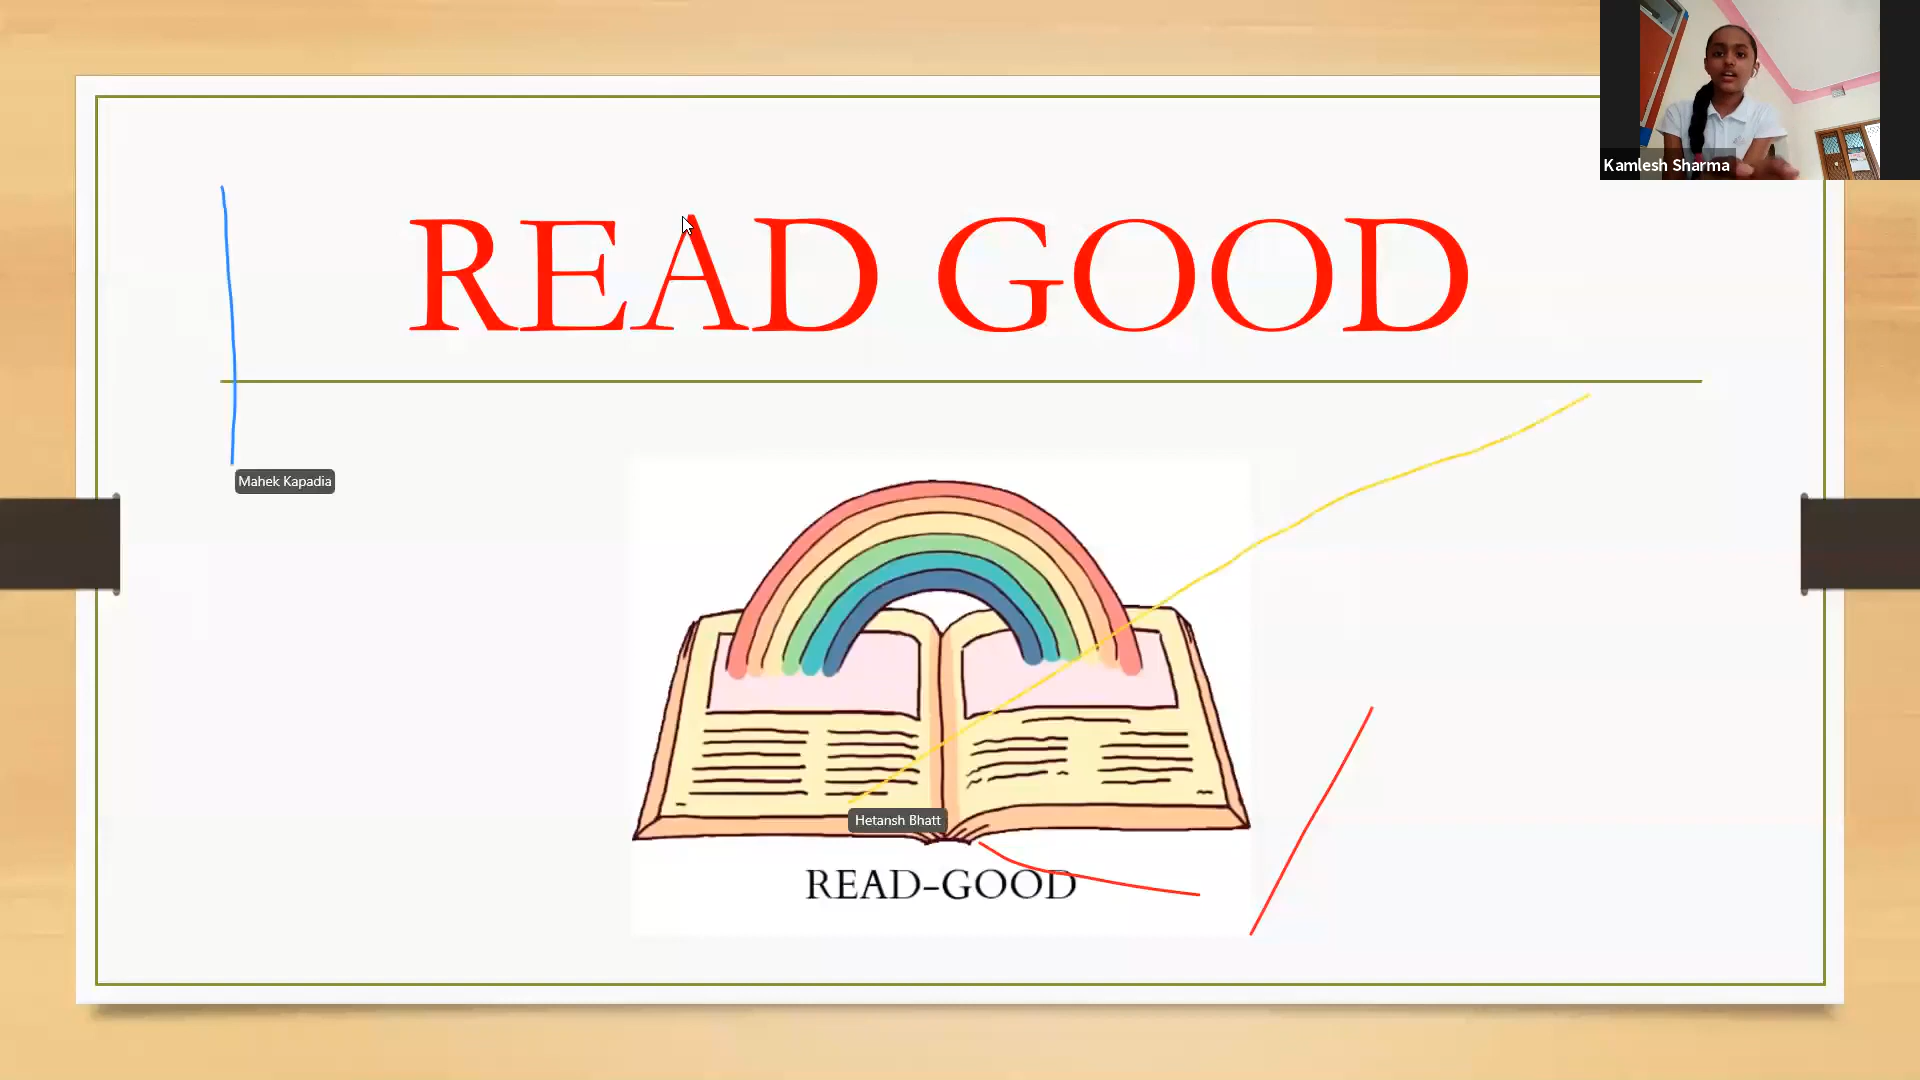 Kamlesh Sharma
READ GOOD
Mahek Kapadia
Hetansh Bhatt
READ-GOOD